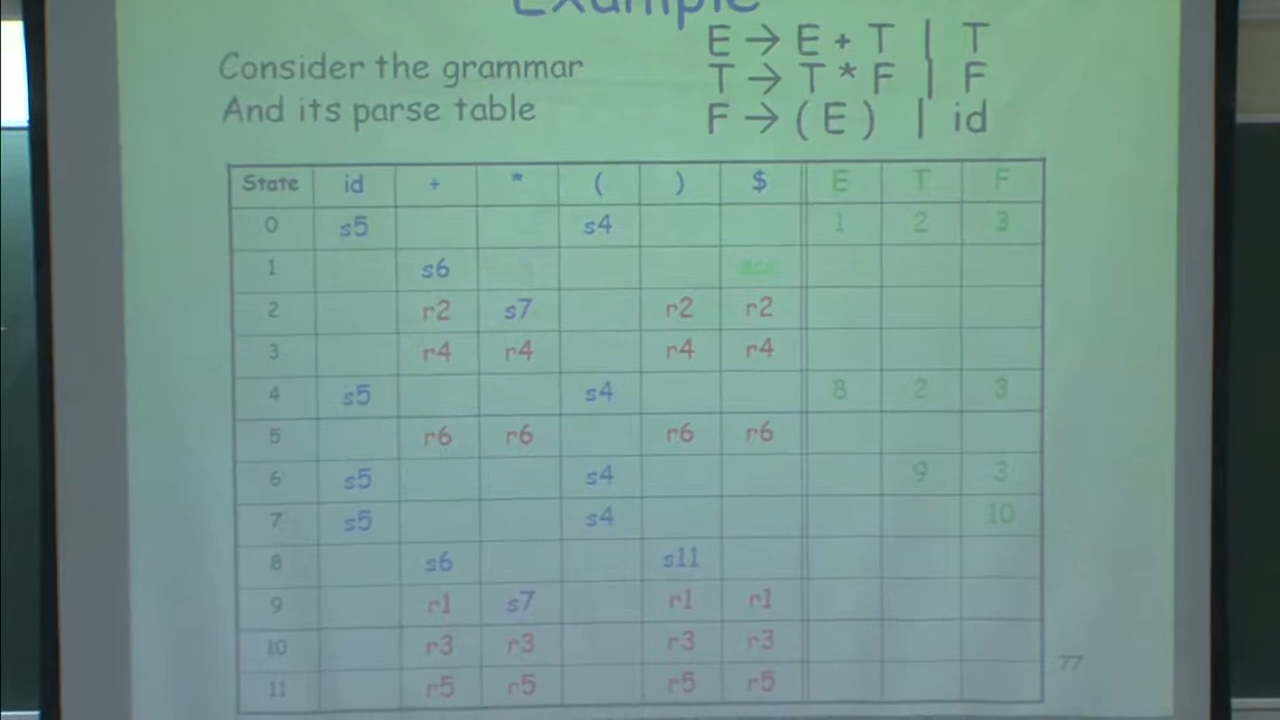 Example
Consider the grammar
And its parse table
E → E + T | T
T → T * F | F
F → ( E ) | id
State id + * ( ) $ E T F
0 s5 s4 1 2 3
1 s6 acc
2 r2 s7 r2 r2
3 r4 r4 r4 r4
4 s5 s4 8 2 3
5 r6 r6 r6 r6
6 s5 s4 9 3
7 s5 s4 10
8 s6 s11
9 r1 s7 r1 r1
10 r3 r3 r3 r3
11 r5 r5 r5 r5
77